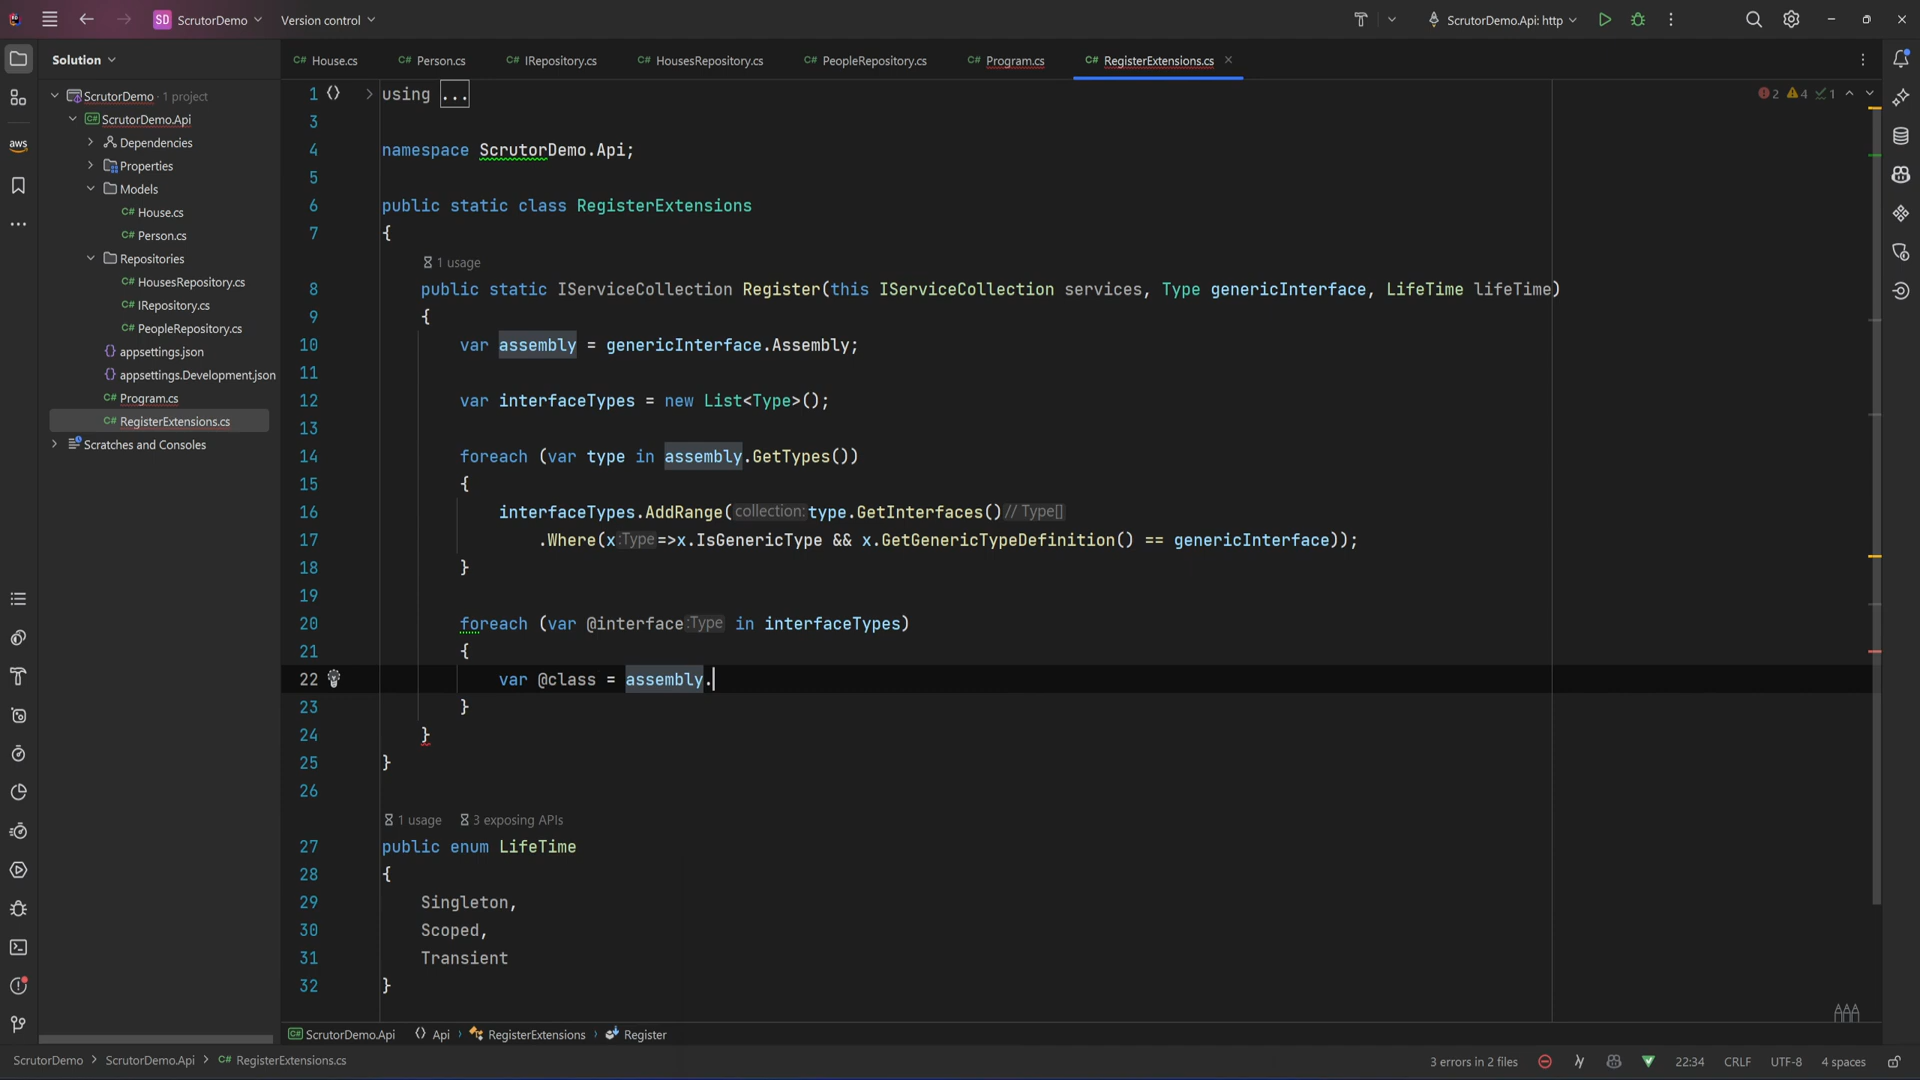 SD ScrutorDemo Version control ScrutorDemo.Api: http
Solution
House.cs Person.cs IRepository.cs HousesRepository.cs PeopleRepository.cs Program.cs RegisterExtensions.cs
ScrutorDemo · 1 project
ScrutorDemo.Api
Dependencies
Properties
Models
C# House.cs
C# Person.cs
Repositories
C# HousesRepository.cs
C# IRepository.cs
C# PeopleRepository.cs
appsettings.json
appsettings.Development.json
C# Program.cs
C# RegisterExtensions.cs
Scratches and Consoles
aws
2 4 1
1 using ...
3
4 namespace ScrutorDemo.Api;
5
6 public static class RegisterExtensions
7 {
1 usage
8 public static IServiceCollection Register(this IServiceCollection services, Type genericInterface, LifeTime lifeTime)
9 {
10 var assembly = genericInterface.Assembly;
11
12 var interfaceTypes = new List<Type>();
13
14 foreach (var type in assembly.GetTypes())
15 {
16 interfaceTypes.AddRange(collection: type.GetInterfaces() // Type[]
17 .Where(x :Type =>x.IsGenericType && x.GetGenericTypeDefinition() == genericInterface));
18 }
19
20 foreach (var @interface :Type in interfaceTypes)
21 {
22 var @class = assembly.
23 }
24 }
25 }
26
1 usage 3 exposing APIs
27 public enum LifeTime
28 {
29 Singleton,
30 Scoped,
31 Transient
32 }
ScrutorDemo.Api Api RegisterExtensions Register
ScrutorDemo ScrutorDemo.Api C# RegisterExtensions.cs 3 errors in 2 files 22:34 CRLF UTF-8 4 spaces